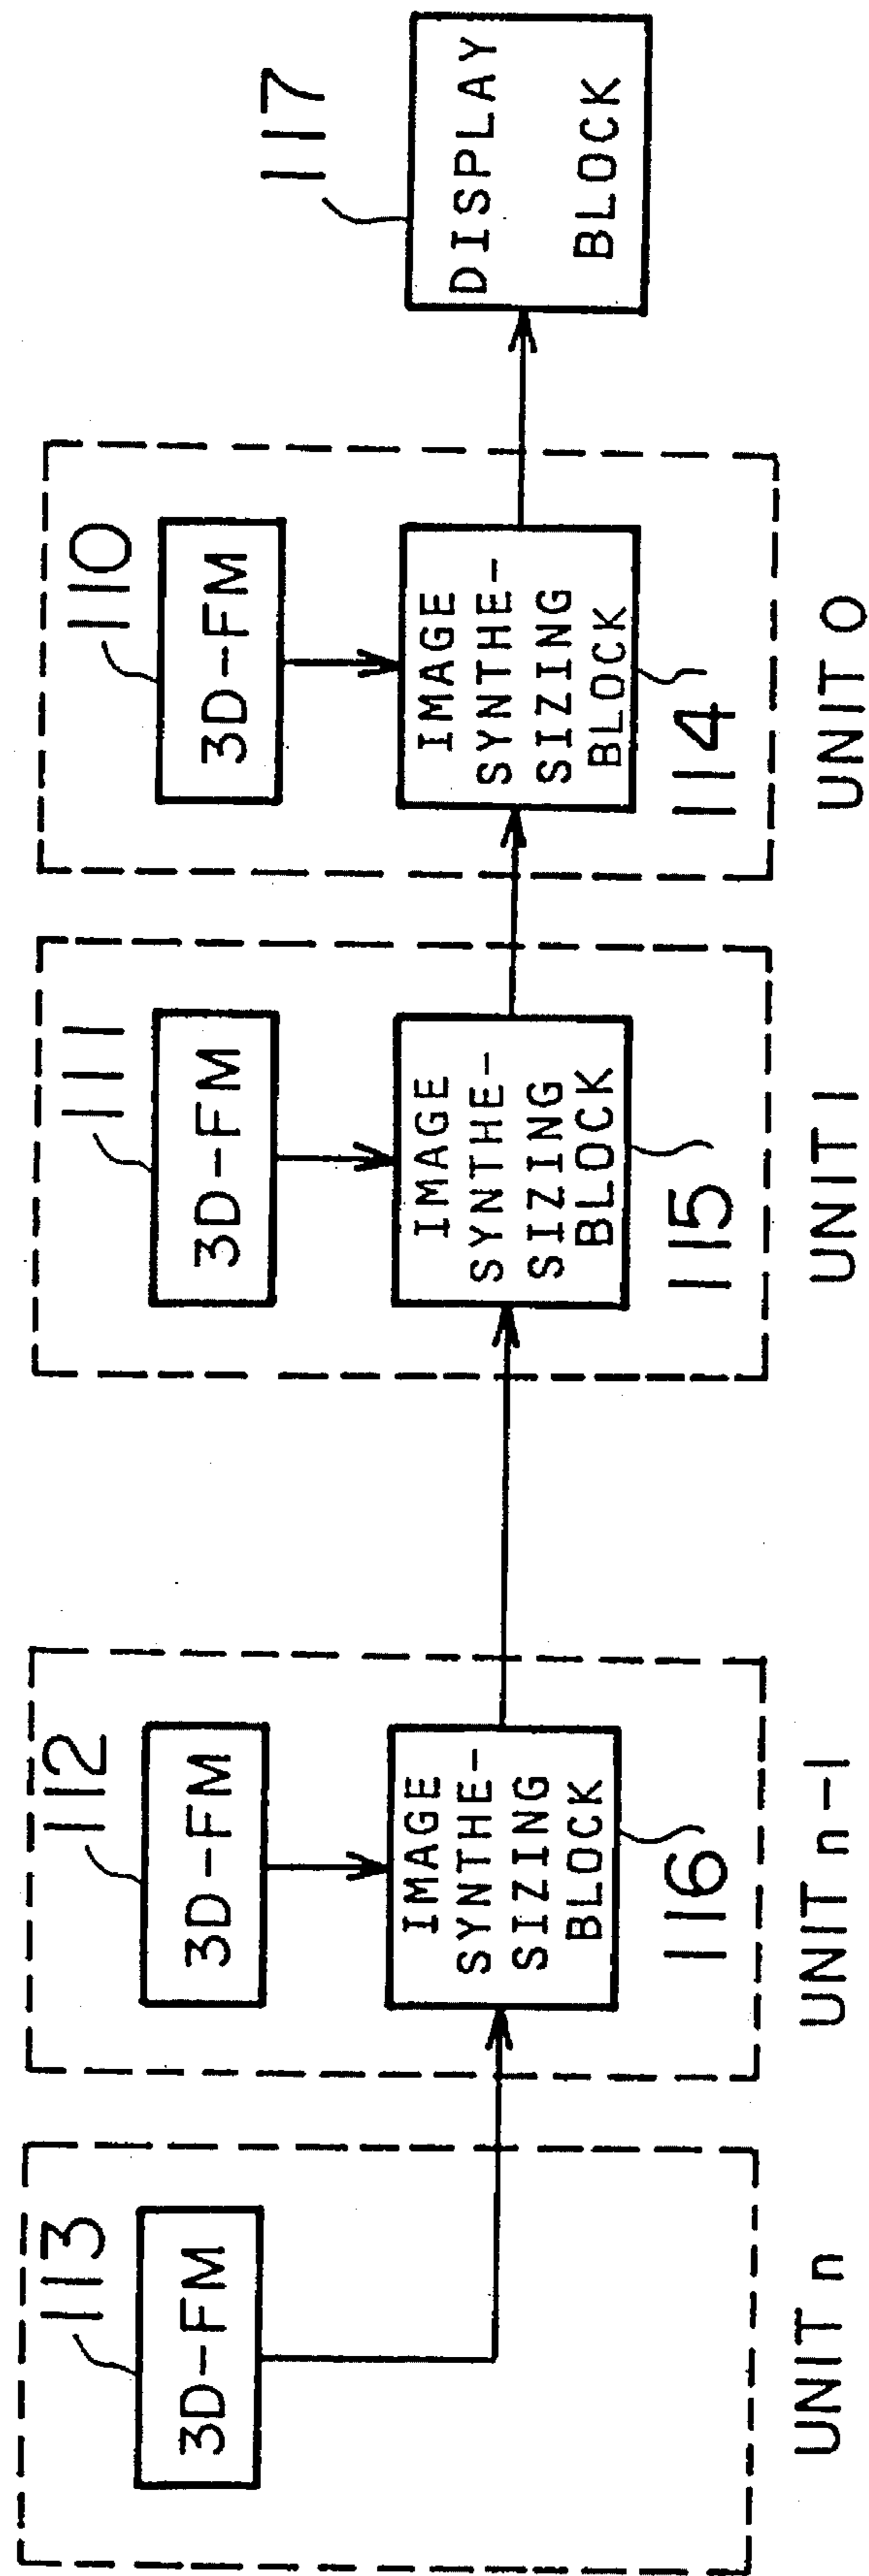 113
3D-FM
UNIT n
112
3D-FM
IMAGE
SYNTHE-
SIZING
BLOCK
116
UNIT n-1
111
3D-FM
IMAGE
SYNTHE-
SIZING
BLOCK
115
UNIT 1
110
3D-FM
IMAGE
SYNTHE-
SIZING
BLOCK
114
UNIT 0
117
DISPLAY
BLOCK